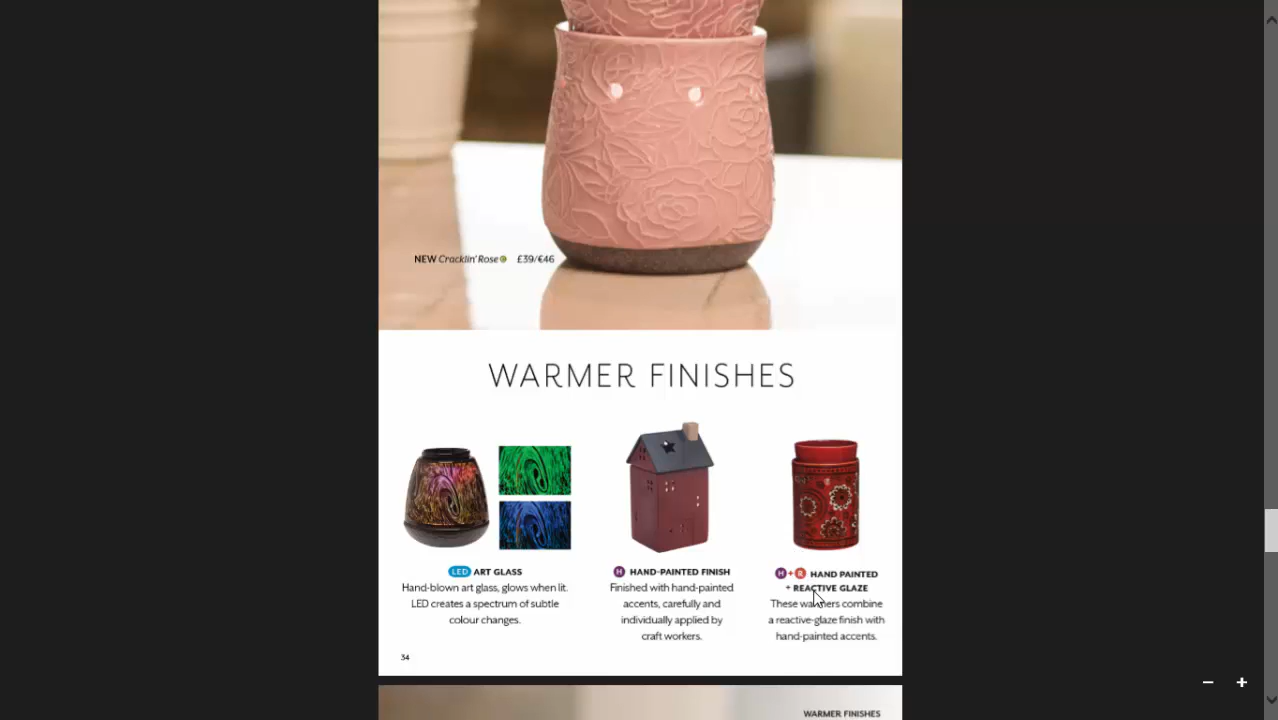 NEW Cracklin' Rose £39/€46
WARMER FINISHES
LED ART GLASS
Hand-blown art glass, glows when lit.
LED creates a spectrum of subtle
colour changes.
H HAND-PAINTED FINISH
Finished with hand-painted
accents, carefully and
individually applied by
craft workers.
H + R HAND PAINTED
+ REACTIVE GLAZE
These warmers combine
a reactive-glaze finish with
hand-painted accents.
34
WARMER FINISHES